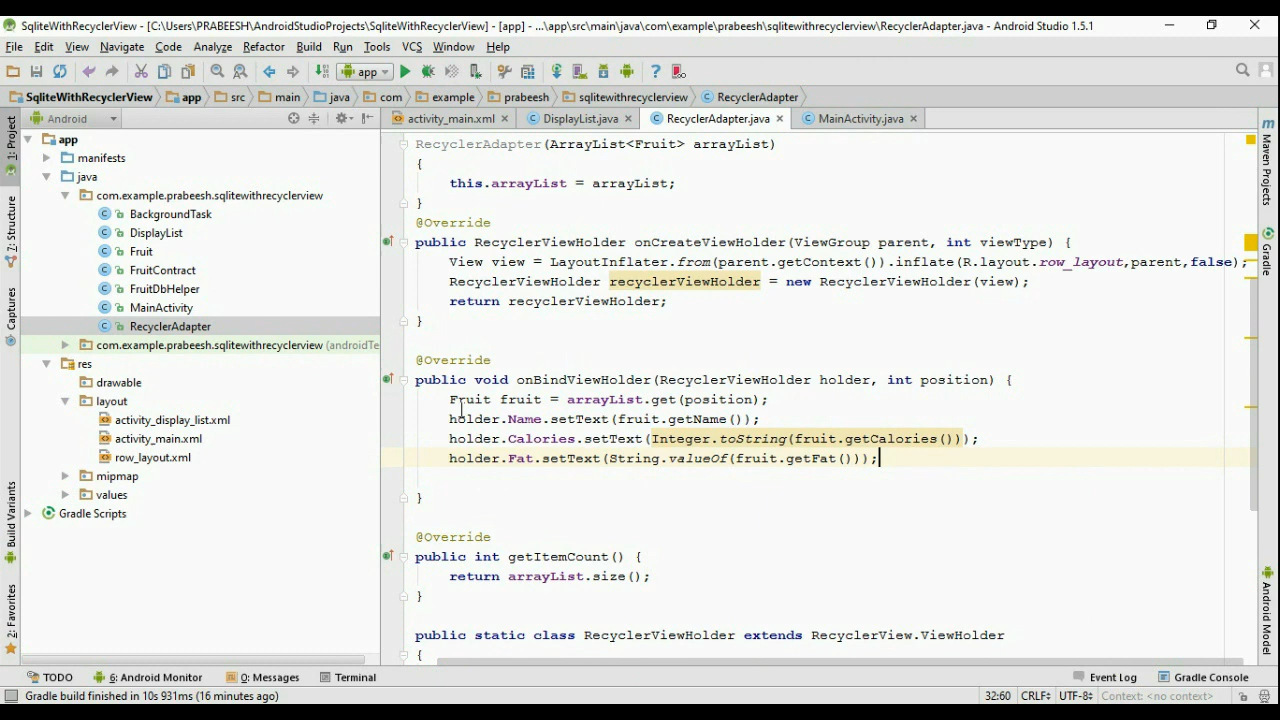 SqliteWithRecyclerView - [C:\Users\PRABEESH\AndroidStudioProjects\SqliteWithRecyclerView] - [app] - ...\app\src\main\java\com\example\prabeesh\sqlitewithrecyclerview\RecyclerAdapter.java - Android Studio 1.5.1
File Edit View Navigate Code Analyze Refactor Build Run Tools VCS Window Help
app
SqliteWithRecyclerView app src main java com example prabeesh sqlitewithrecyclerview RecyclerAdapter
Android
activity_main.xml DisplayList.java RecyclerAdapter.java MainActivity.java
1: Project
7: Structure
Captures
Build Variants
2: Favorites
app
manifests
java
com.example.prabeesh.sqlitewithrecyclerview
BackgroundTask
DisplayList
Fruit
FruitContract
FruitDbHelper
MainActivity
RecyclerAdapter
com.example.prabeesh.sqlitewithrecyclerview (androidTe
res
drawable
layout
activity_display_list.xml
activity_main.xml
row_layout.xml
mipmap
values
Gradle Scripts
RecyclerAdapter(ArrayList<Fruit> arrayList)
{
this.arrayList = arrayList;
}
@Override
public RecyclerViewHolder onCreateViewHolder(ViewGroup parent, int viewType) {
View view = LayoutInflater.from(parent.getContext()).inflate(R.layout.row_layout,parent,false);
RecyclerViewHolder recyclerViewHolder = new RecyclerViewHolder(view);
return recyclerViewHolder;
}
@Override
public void onBindViewHolder(RecyclerViewHolder holder, int position) {
Fruit fruit = arrayList.get(position);
holder.Name.setText(fruit.getName());
holder.Calories.setText(Integer.toString(fruit.getCalories()));
holder.Fat.setText(String.valueOf(fruit.getFat()));
}
@Override
public int getItemCount() {
return arrayList.size();
}
public static class RecyclerViewHolder extends RecyclerView.ViewHolder
{
m
Maven Projects
Gradle
Android Model
TODO 6: Android Monitor 0: Messages Terminal Event Log Gradle Console
Gradle build finished in 10s 931ms (16 minutes ago) 32:60 CRLF UTF-8 Context: <no context>